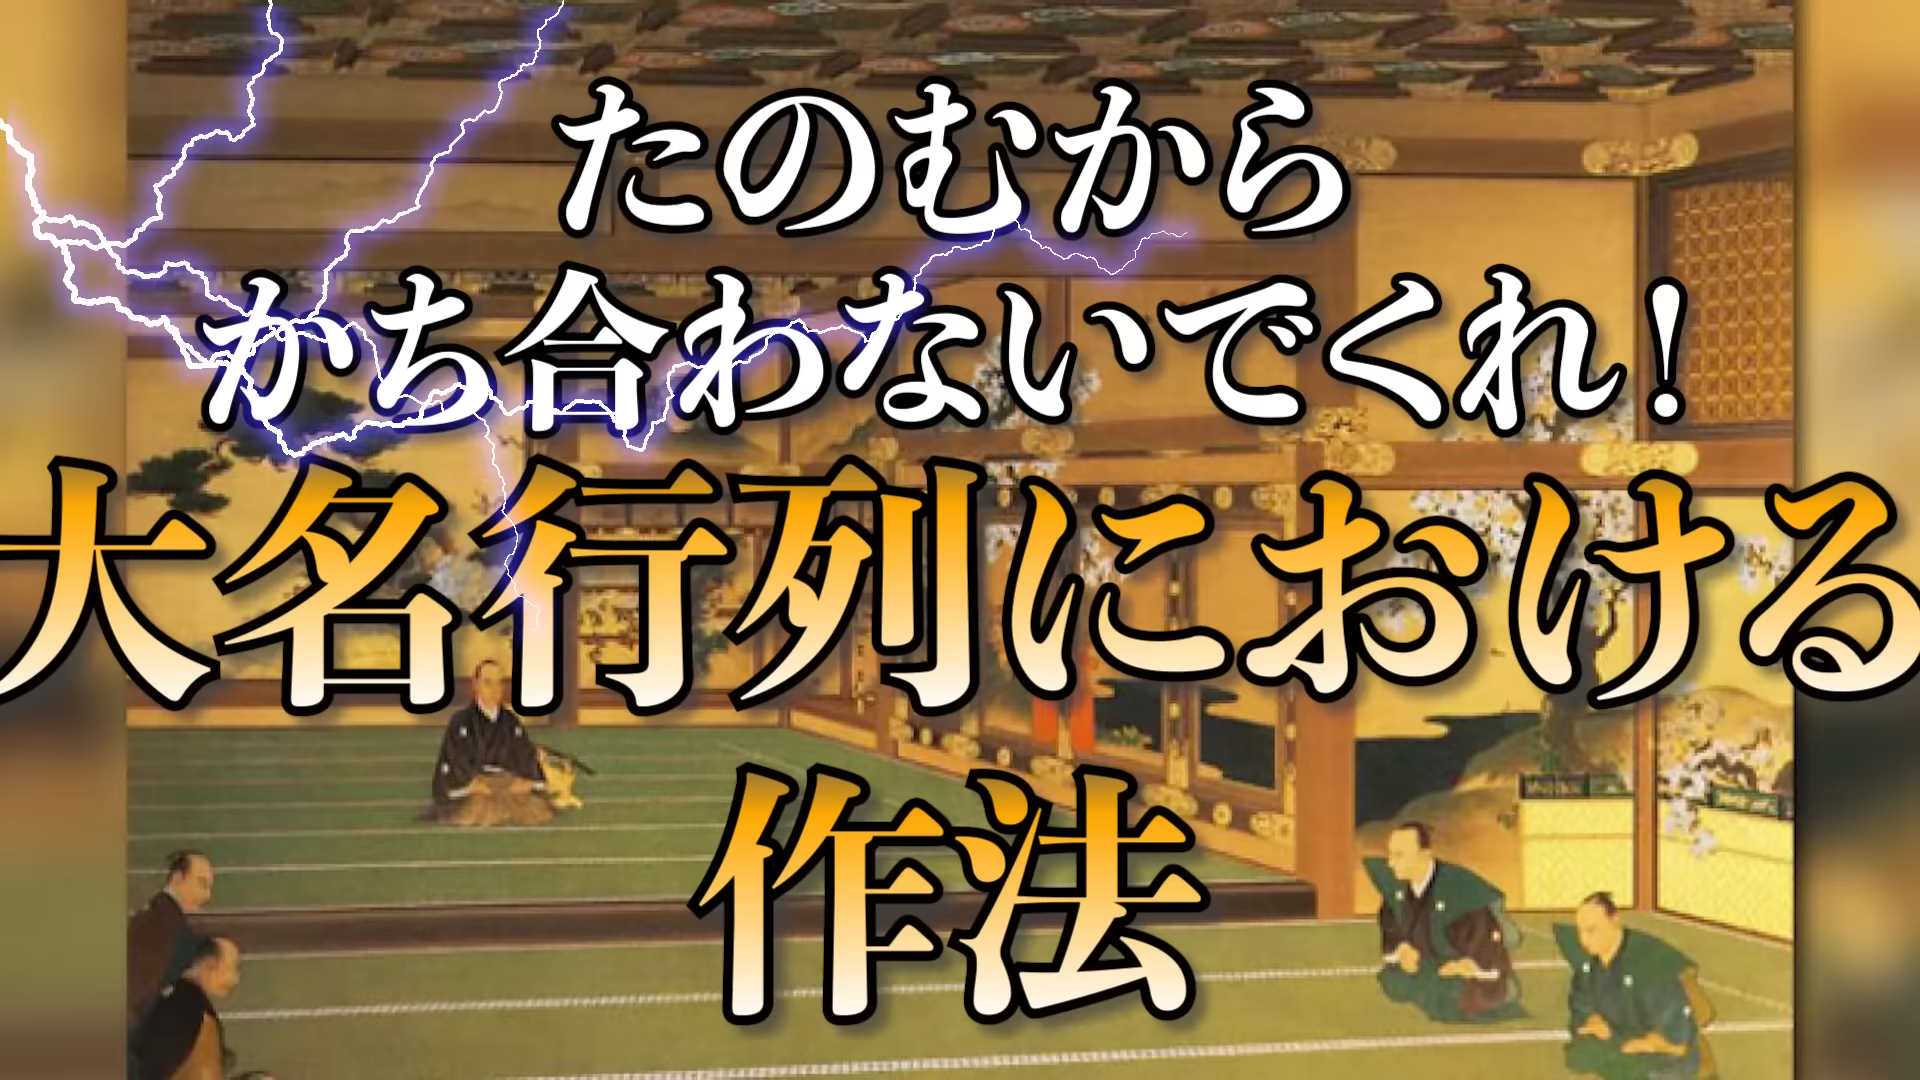 たのむから
かち合わないでくれ！
大名行列における
作法